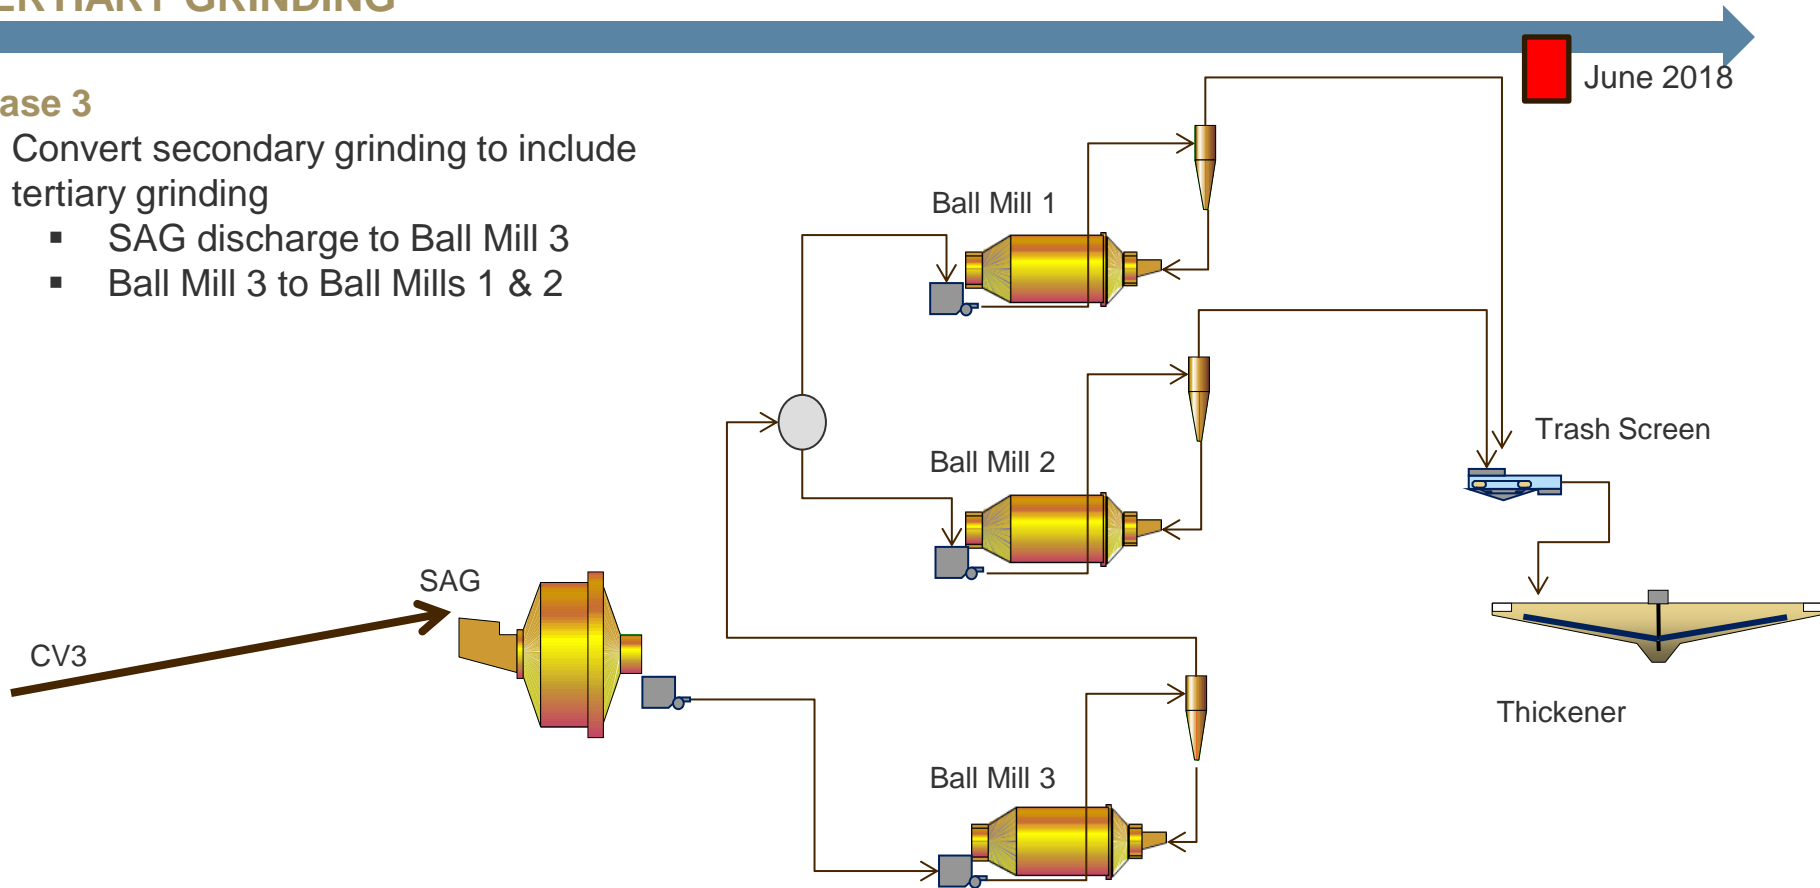 ERTIARY GRINDING
June 2018
ase 3
Convert secondary grinding to include
tertiary grinding
▪ SAG discharge to Ball Mill 3
▪ Ball Mill 3 to Ball Mills 1 & 2
Ball Mill 1
Trash Screen
Ball Mill 2
SAG
CV3
Thickener
Ball Mill 3